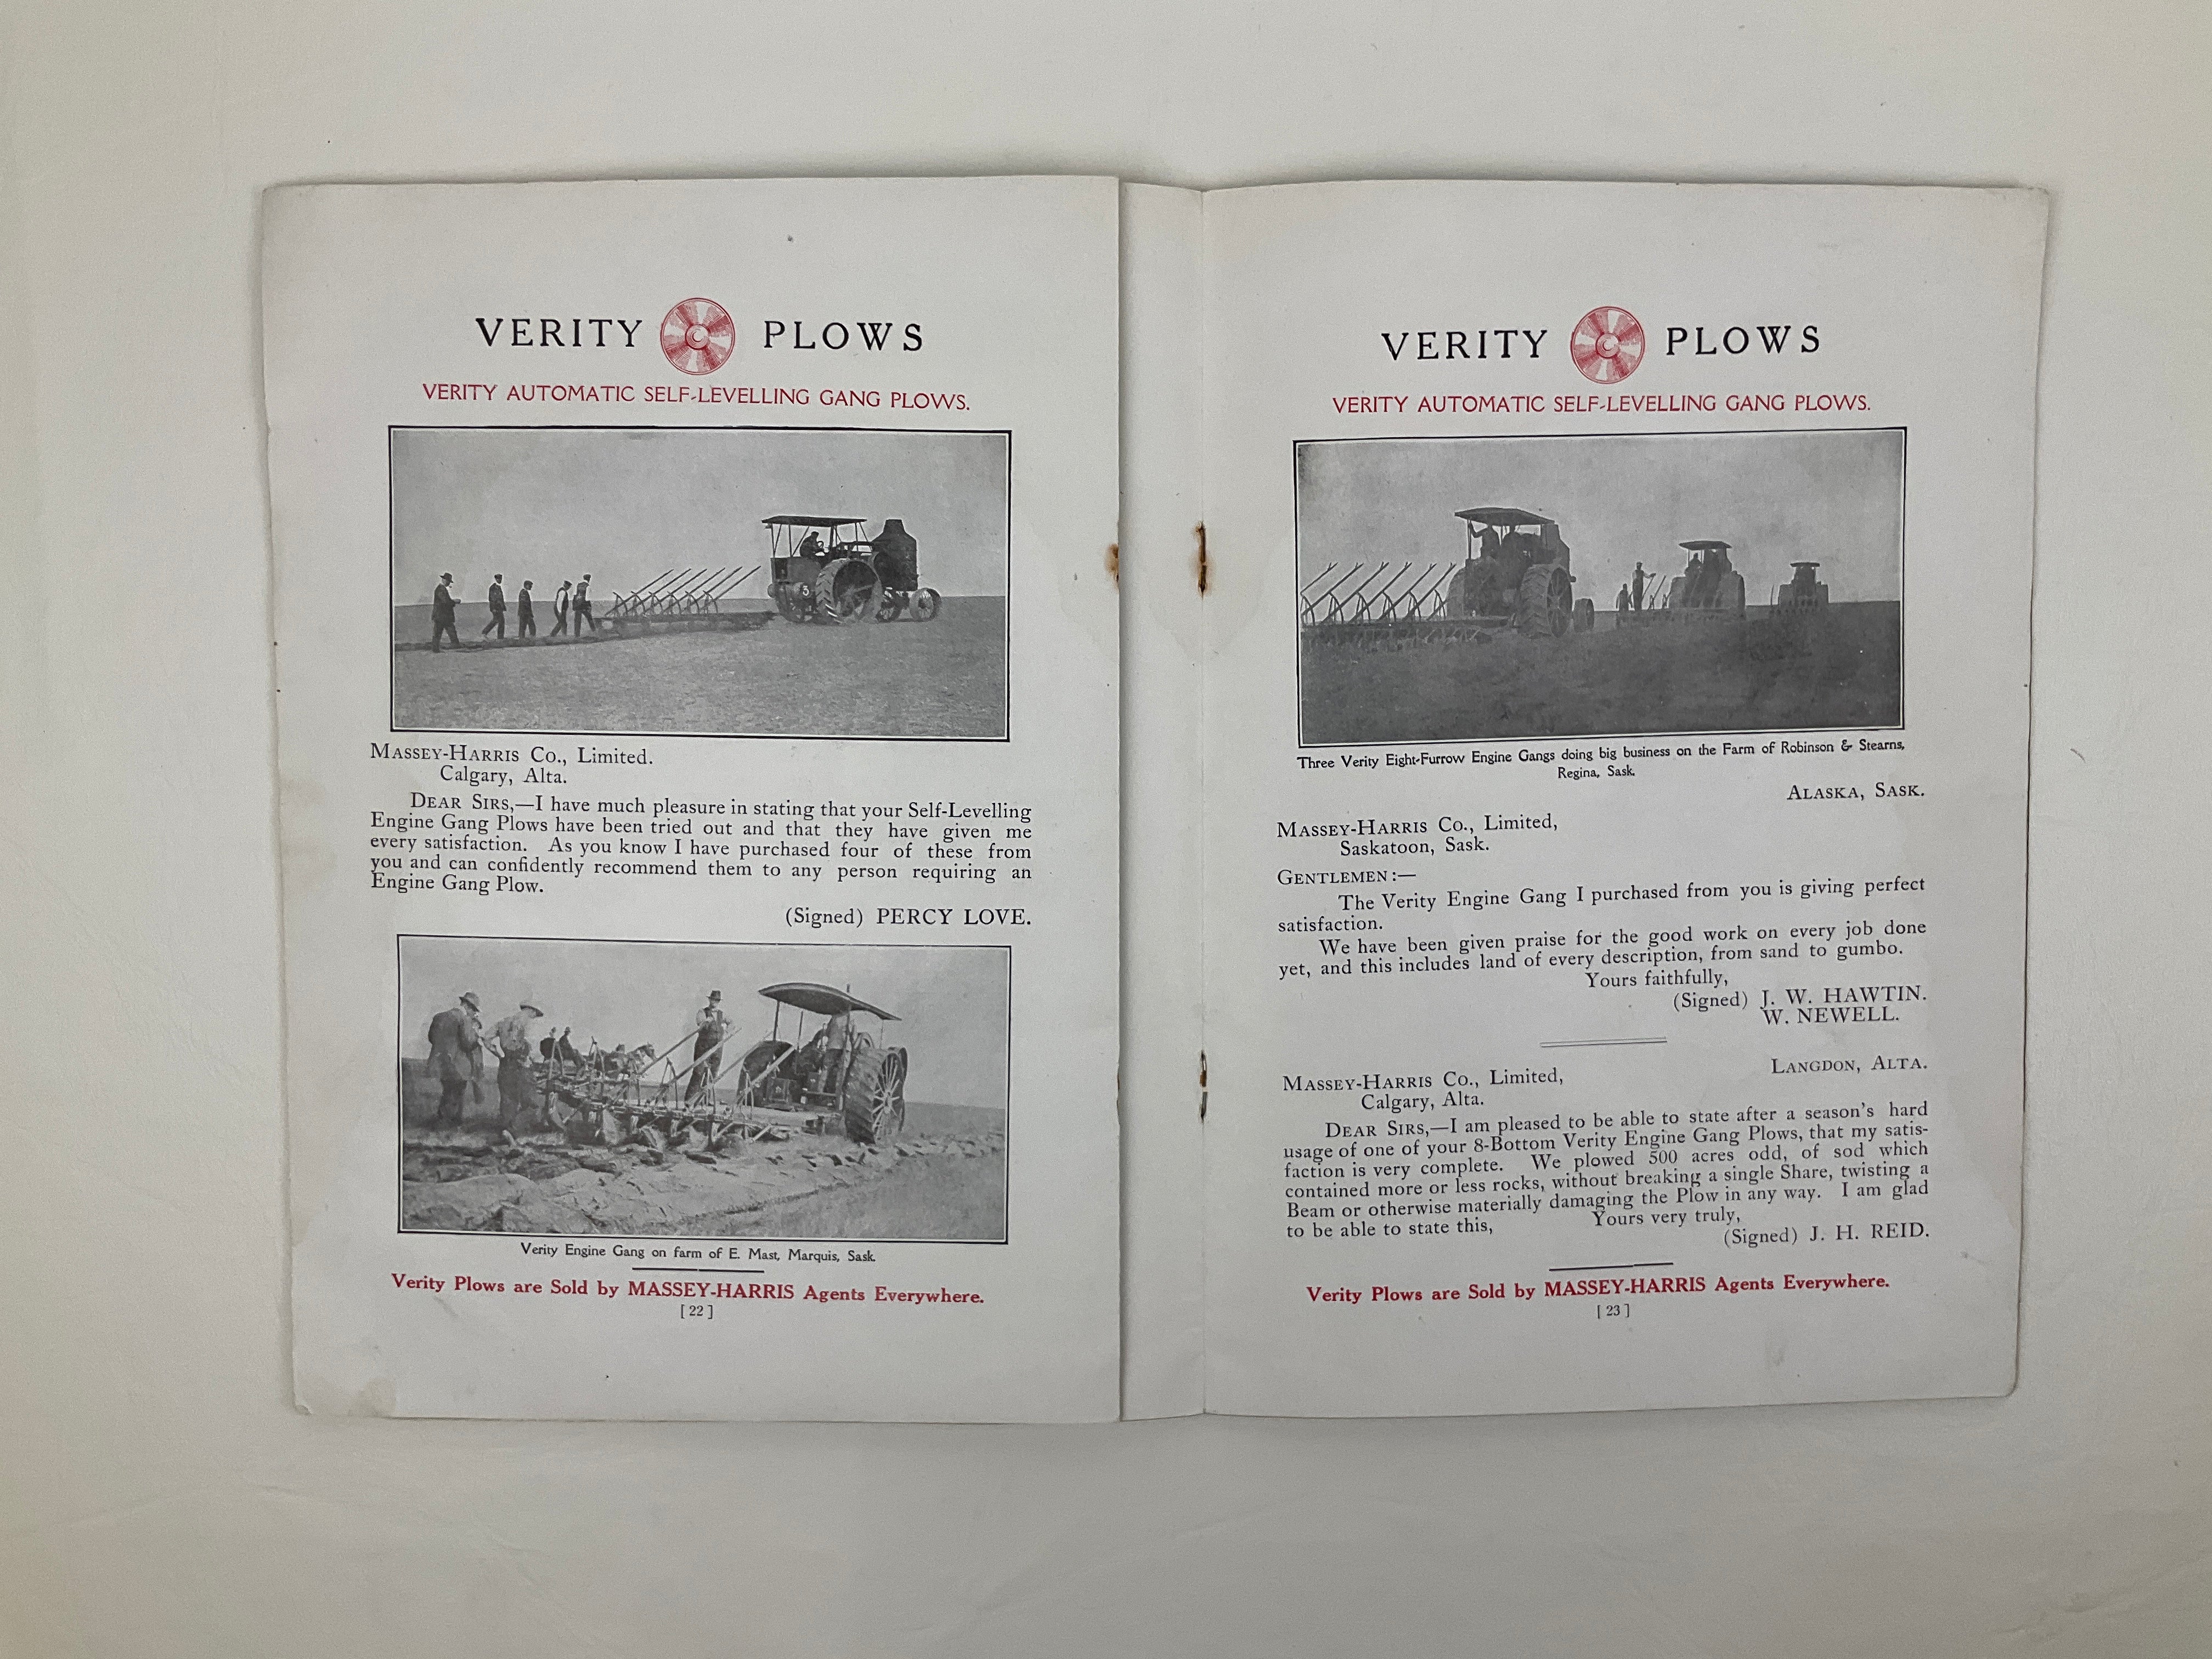 VERITY PLOWS
VERITY AUTOMATIC SELF-LEVELLING GANG PLOWS.
3
MASSEY-HARRIS CO., Limited.
Calgary, Alta.
DEAR SIRS,—I have much pleasure in stating that your Self-Levelling
Engine Gang Plows have been tried out and that they have given me
every satisfaction. As you know I have purchased four of these from
you and can confidently recommend them to any person requiring an
Engine Gang Plow.
(Signed) PERCY LOVE.
Verity Engine Gang on farm of E. Mast, Marquis, Sask.
Verity Plows are Sold by MASSEY-HARRIS Agents Everywhere.
[ 22 ]
VERITY PLOWS
VERITY AUTOMATIC SELF-LEVELLING GANG PLOWS.
Three Verity Eight-Furrow Engine Gangs doing big business on the Farm of Robinson & Stearns,
Regina, Sask.
ALASKA, SASK.
MASSEY-HARRIS CO., Limited,
Saskatoon, Sask.
GENTLEMEN:—
The Verity Engine Gang I purchased from you is giving perfect
satisfaction.
We have been given praise for the good work on every job done
yet, and this includes land of every description, from sand to gumbo.
Yours faithfully,
(Signed) J. W. HAWTIN.
W. NEWELL.
LANGDON, ALTA.
MASSEY-HARRIS CO., Limited,
Calgary, Alta.
DEAR SIRS,—I am pleased to be able to state after a season's hard
usage of one of your 8-Bottom Verity Engine Gang Plows, that my satis-
faction is very complete. We plowed 500 acres odd, of sod which
contained more or less rocks, without breaking a single Share, twisting a
Beam or otherwise materially damaging the Plow in any way. I am glad
to be able to state this, Yours very truly,
(Signed) J. H. REID.
Verity Plows are Sold by MASSEY-HARRIS Agents Everywhere.
[ 23 ]